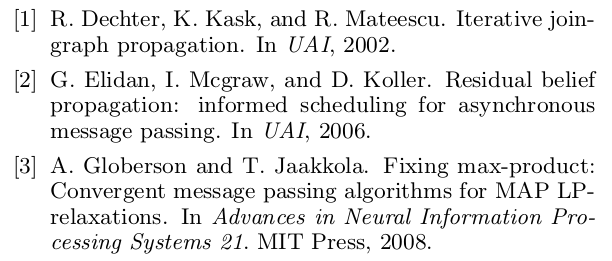 [1] R. Dechter, K. Kask, and R. Mateescu. Iterative join-
graph propagation. In UAI, 2002.
[2] G. Elidan, I. Mcgraw, and D. Koller. Residual belief
propagation: informed scheduling for asynchronous
message passing. In UAI, 2006.
[3] A. Globerson and T. Jaakkola. Fixing max-product:
Convergent message passing algorithms for MAP LP-
relaxations. In Advances in Neural Information Pro-
cessing Systems 21. MIT Press, 2008.